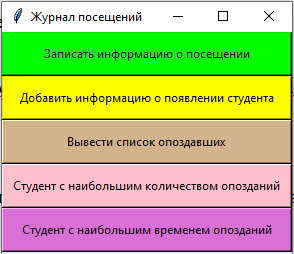 Журнал посещений
Записать информацию о посещении
Добавить информацию о появлении студента
Вывести список опоздавших
Студент с наибольшим количеством опозданий
Студент с наибольшим временем опозданий